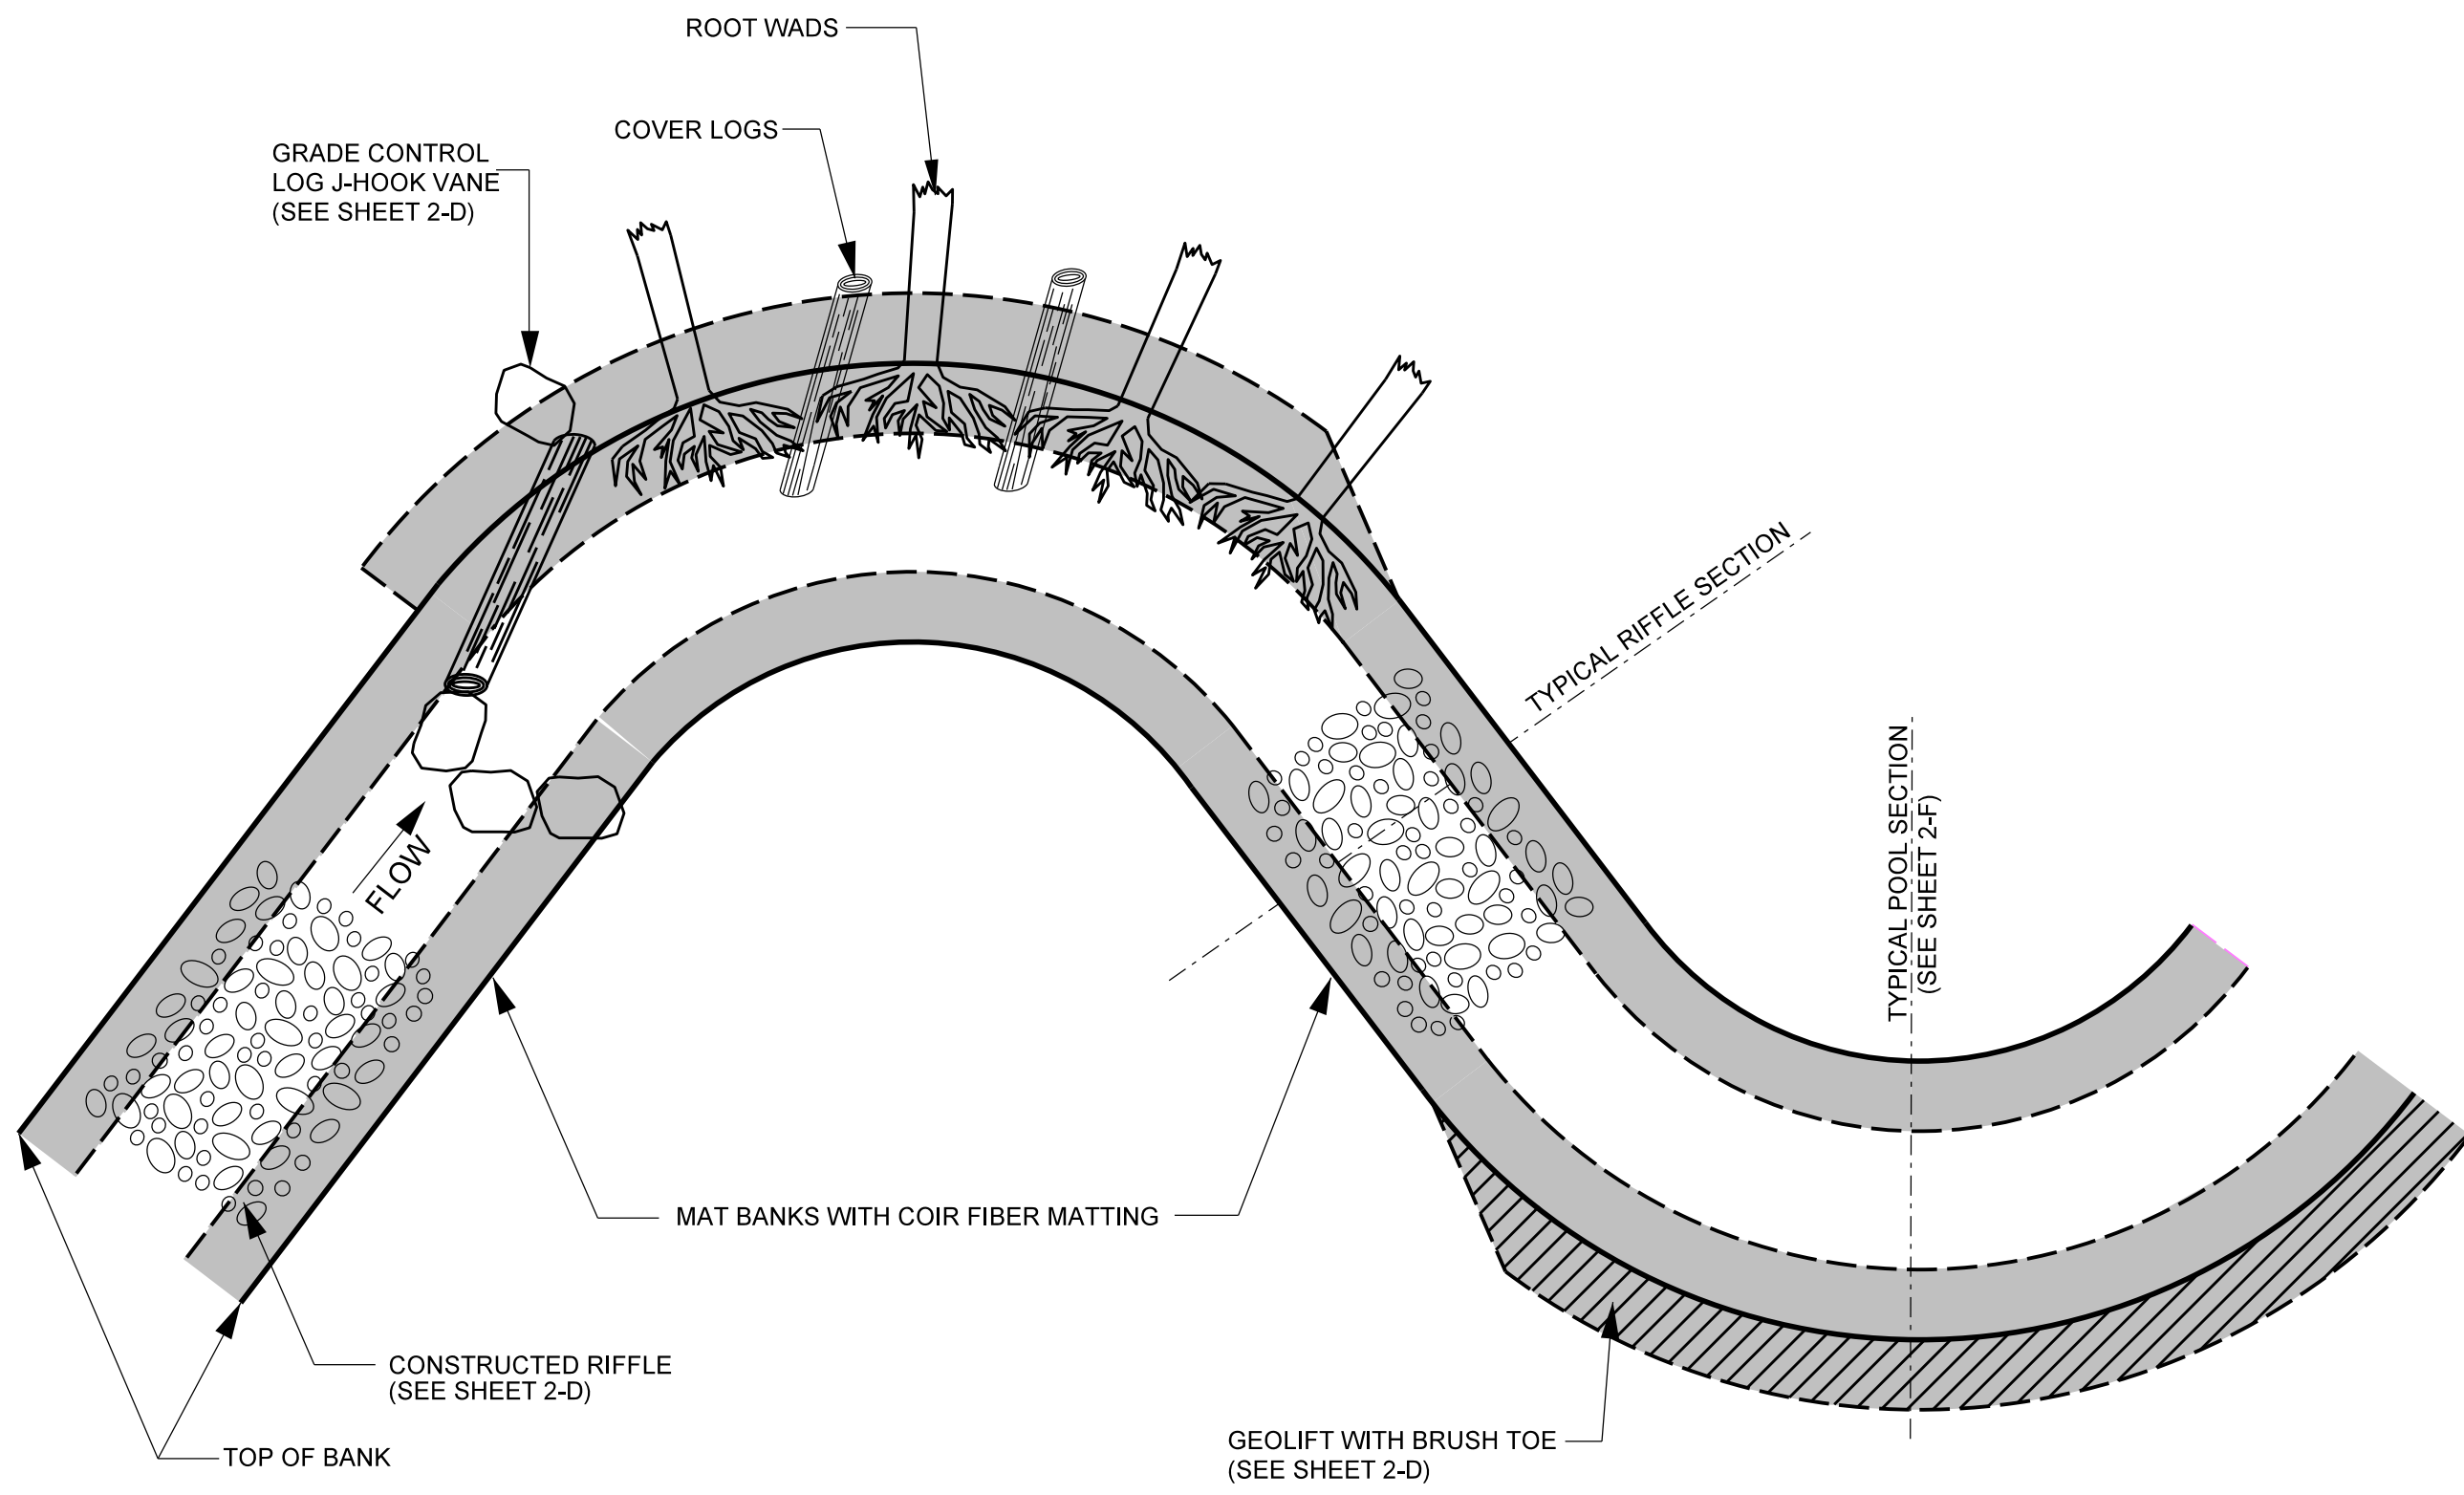 ROOT WADS
COVER LOGS
GRADE CONTROL
LOG J-HOOK VANE
(SEE SHEET 2-D)
TYPICAL RIFFLE SECTION
TYPICAL POOL SECTION
(SEE SHEET 2-F)
FLOW
MAT BANKS WITH COIR FIBER MATTING
CONSTRUCTED RIFFLE
(SEE SHEET 2-D)
TOP OF BANK
GEOLIFT WITH BRUSH TOE
(SEE SHEET 2-D)